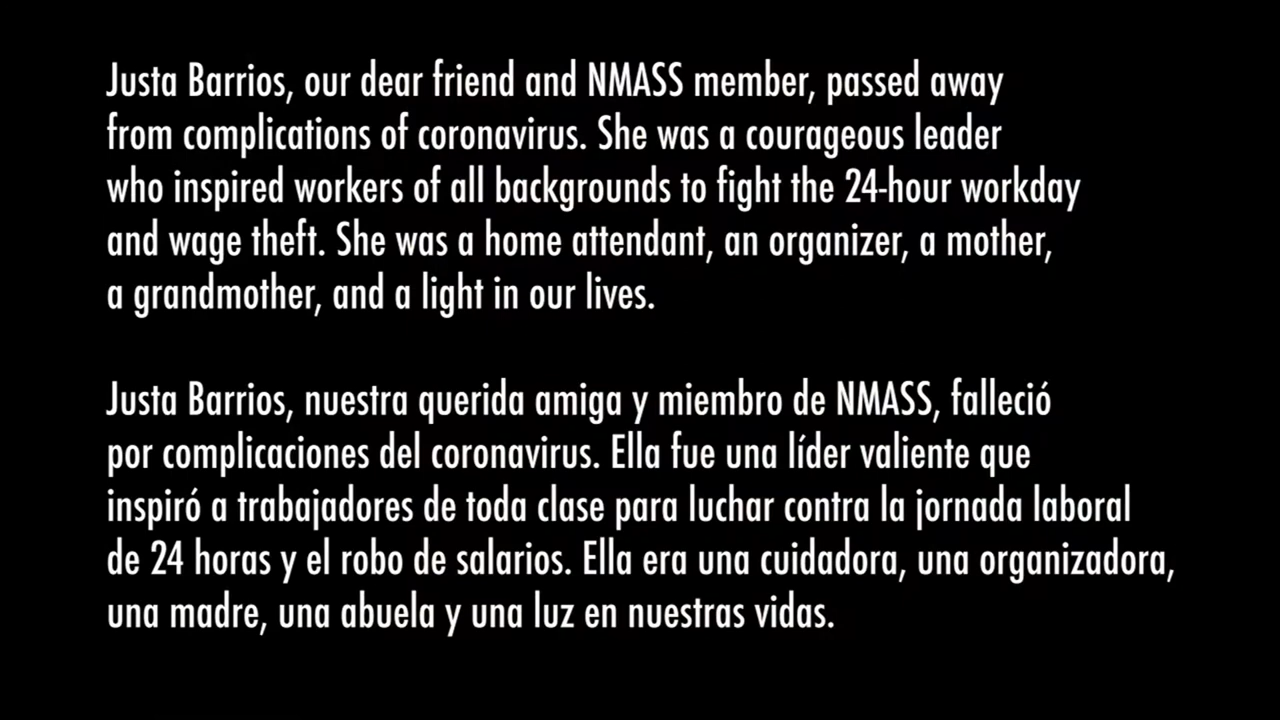 Justa Barrios, our dear friend and NMASS member, passed away
from complications of coronavirus. She was a courageous leader
who inspired workers of all backgrounds to fight the 24-hour workday
and wage theft. She was a home attendant, an organizer, a mother,
a grandmother, and a light in our lives.
Justa Barrios, nuestra querida amiga y miembro de NMASS, falleció
por complicaciones del coronavirus. Ella fue una líder valiente que
inspiró a trabajadores de toda clase para luchar contra la jornada laboral
de 24 horas y el robo de salarios. Ella era una cuidadora, una organizadora,
una madre, una abuela y una luz en nuestras vidas.